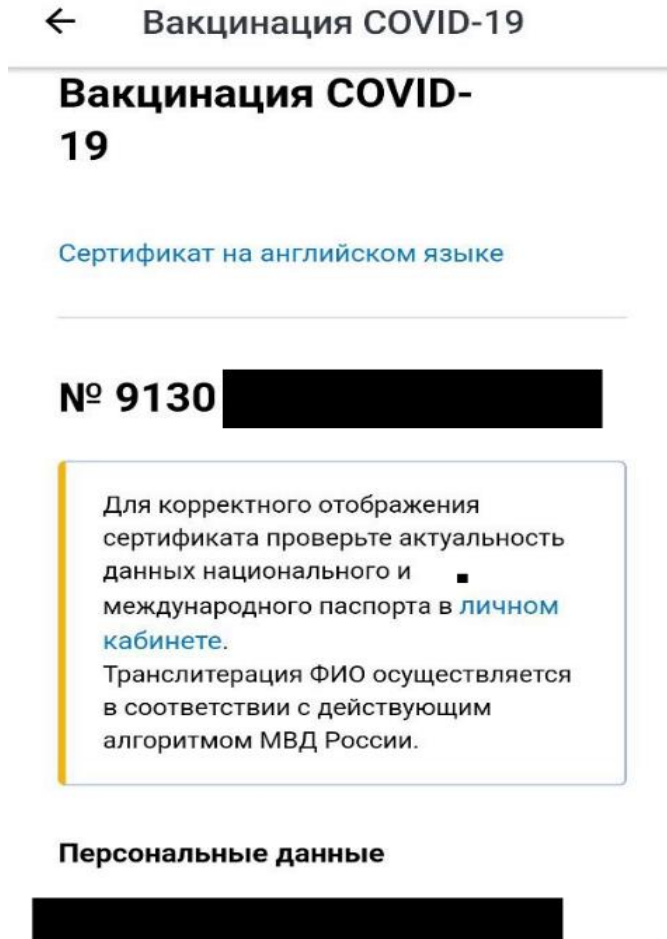 Вакцинация COVID-19
Вакцинация COVID-
19
Сертификат на английском языке
№ 9130
Для корректного отображения
сертификата проверьте актуальность
данных национального и
международного паспорта в личном
кабинете.
Транслитерация ФИО осуществляется
в соответствии с действующим
алгоритмом МВД России.
Персональные данные